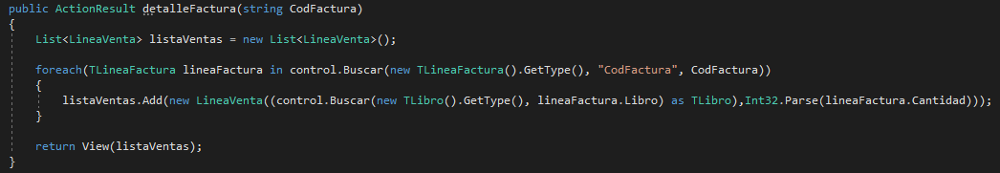 public ActionResult detalleFactura(string CodFactura)
{
List<LineaVenta> listaVentas = new List<LineaVenta>();
foreach(TLineaFactura lineaFactura in control.Buscar(new TLineaFactura().GetType(), "CodFactura", CodFactura))
{
listaVentas.Add(new LineaVenta((control.Buscar(new TLibro().GetType(), lineaFactura.Libro) as TLibro),Int32.Parse(lineaFactura.Cantidad)));
}
return View(listaVentas);
}